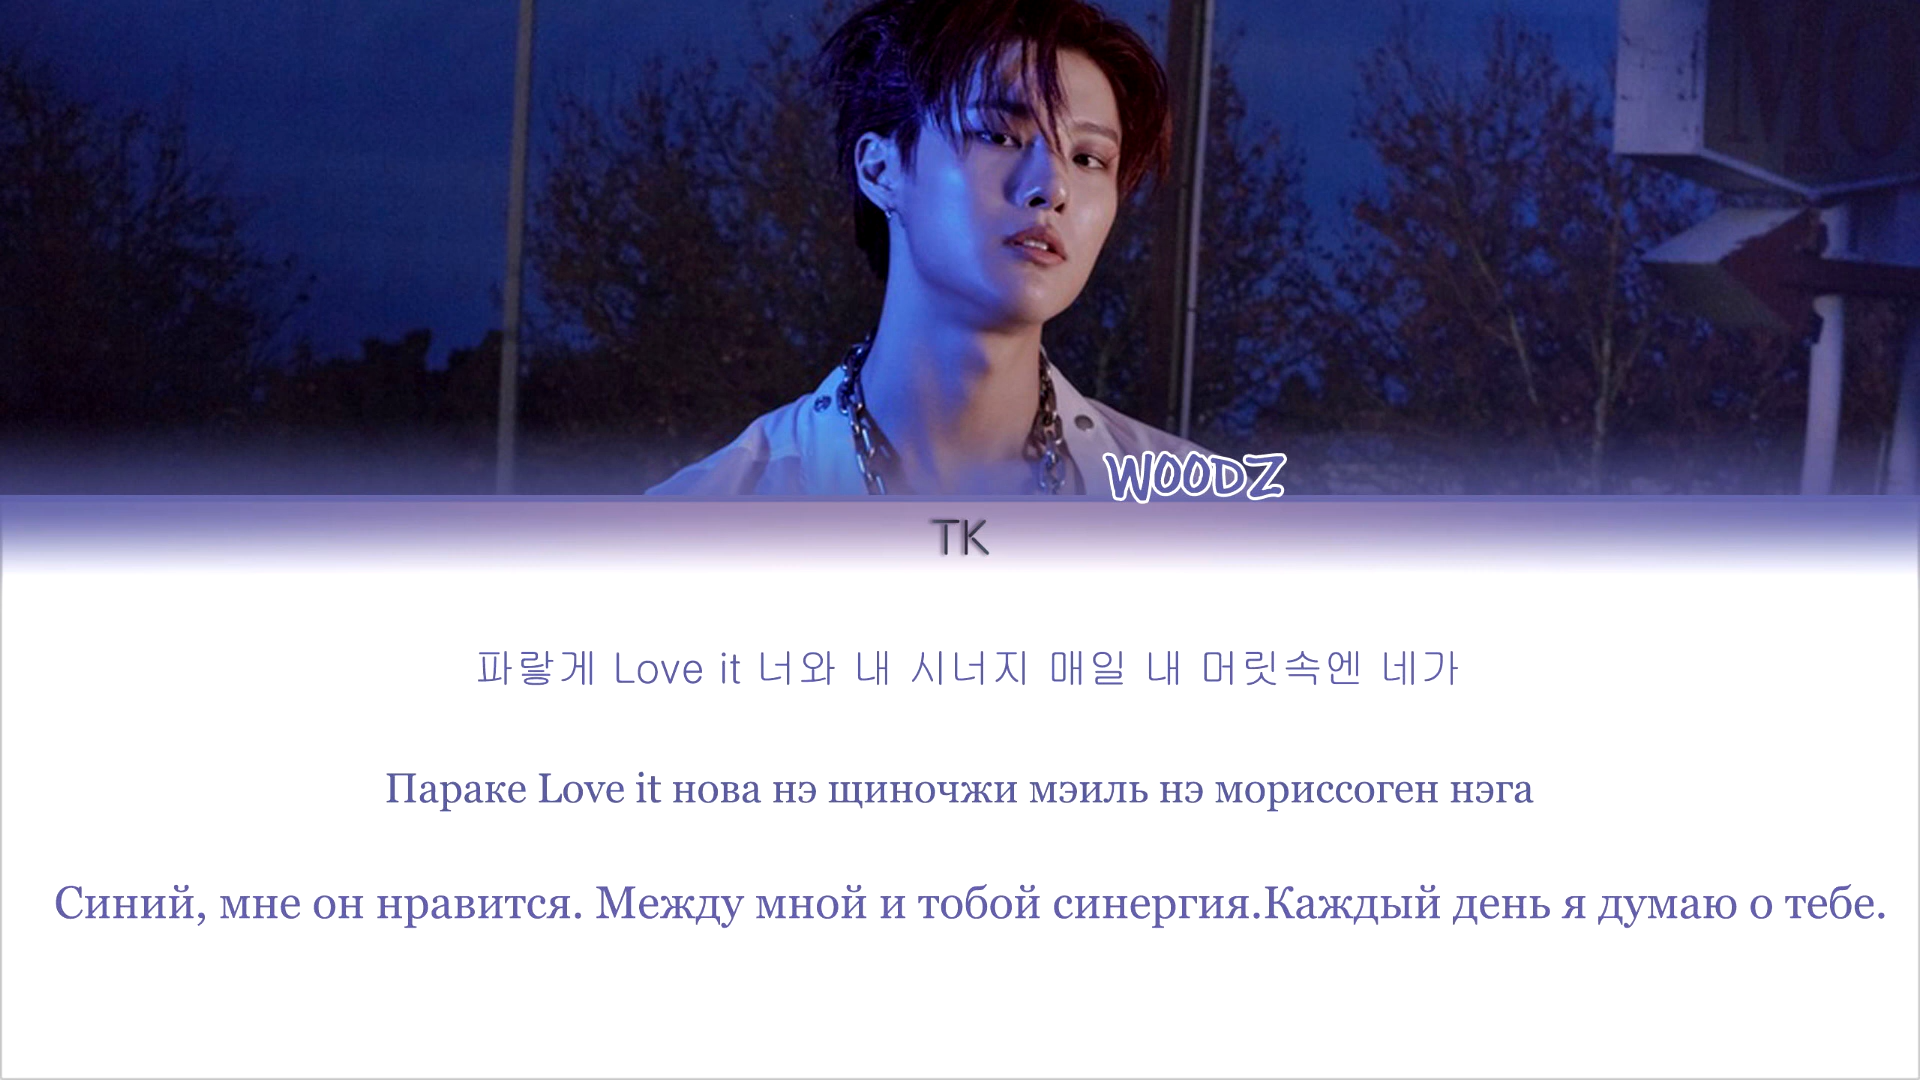 WOODZ
TK
파랗게 Love it 너와 내 시너지 매일 내 머릿속엔 네가
Параке Love it нова нэ щиночжи мэиль нэ мориссоген нэга
Синий, мне он нравится. Между мной и тобой синергия.Каждый день я думаю о тебе.